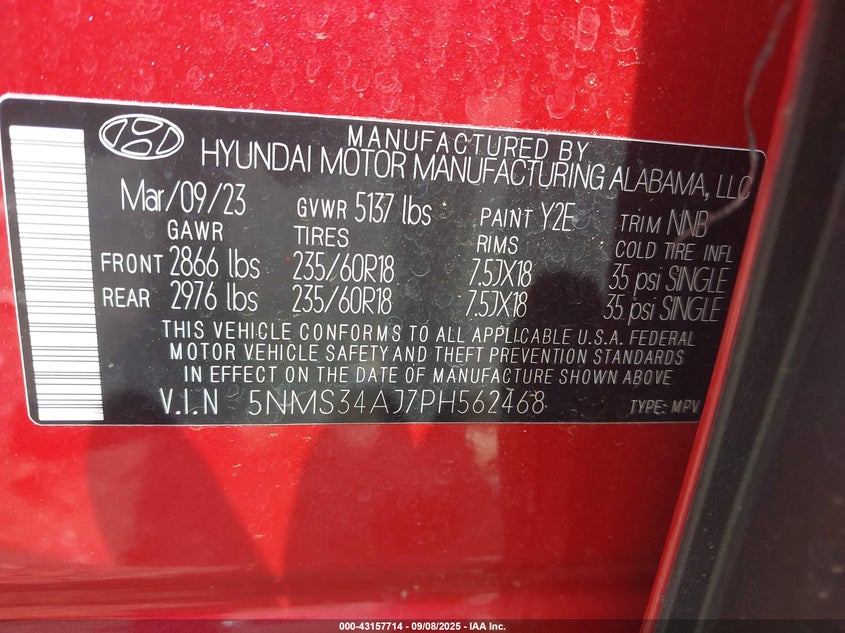 MANUFACTURED BY
HYUNDAI MOTOR MANUFACTURING ALABAMA, LLC
Mar/09/23 GVWR 5137 lbs PAINT Y2E TRIM NNB
GAWR TIRES RIMS COLD TIRE INFL
FRONT 2866 lbs 235/60R18 7.5JX18 35 psi SINGLE
REAR 2976 lbs 235/60R18 7.5JX18 35 psi SINGLE
THIS VEHICLE CONFORMS TO ALL APPLICABLE U.S.A. FEDERAL
MOTOR VEHICLE SAFETY AND THEFT PREVENTION STANDARDS
IN EFFECT ON THE DATE OF MANUFACTURE SHOWN ABOVE
V.I.N 5NMS34AJ7PH562468 TYPE: MPV
000-43157714 - 09/08/2025 - IAA Inc.